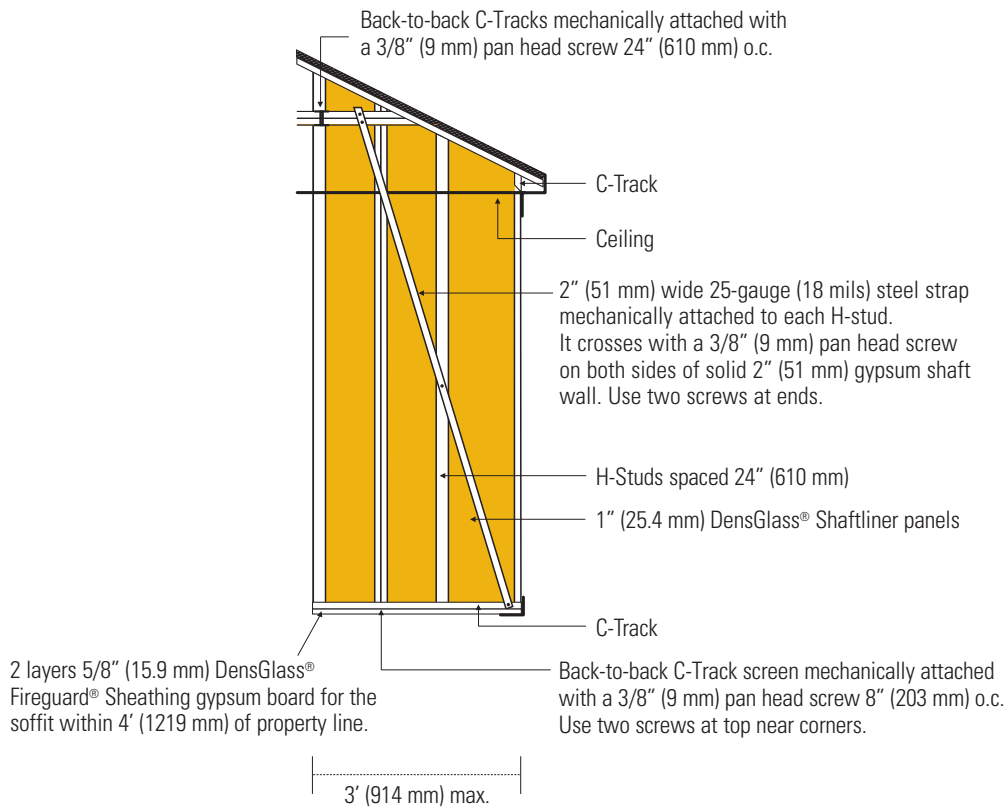 Back-to-back C-Tracks mechanically attached with
a 3/8” (9 mm) pan head screw 24” (610 mm) o.c.
C-Track
Ceiling
2” (51 mm) wide 25-gauge (18 mils) steel strap
mechanically attached to each H-stud.
It crosses with a 3/8” (9 mm) pan head screw
on both sides of solid 2” (51 mm) gypsum shaft
wall. Use two screws at ends.
H-Studs spaced 24” (610 mm)
1” (25.4 mm) DensGlass® Shaftliner panels
C-Track
2 layers 5/8” (15.9 mm) DensGlass®
Fireguard® Sheathing gypsum board for the
soffit within 4’ (1219 mm) of property line.
Back-to-back C-Track screen mechanically attached
with a 3/8” (9 mm) pan head screw 8” (203 mm) o.c.
Use two screws at top near corners.
3’ (914 mm) max.